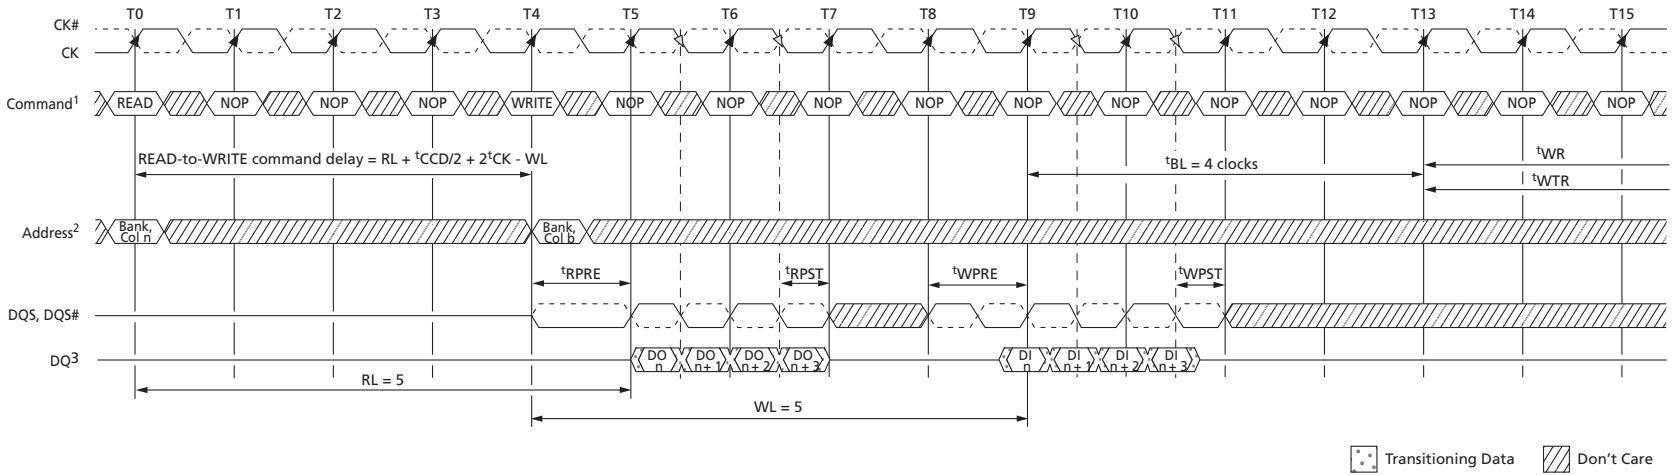 T0 T1 T2 T3 T4 T5 T6 T7 T8 T9 T10 T11 T12 T13 T14 T15
CK#
CK
Command1 READ NOP NOP NOP WRITE NOP NOP NOP NOP NOP NOP NOP NOP NOP NOP NOP
READ-to-WRITE command delay = RL + tCCD/2 + 2tCK - WL
tBL = 4 clocks
tWR
tWTR
Address2
Bank,
Col n
Bank,
Col b
tRPRE tRPST tWPRE tWPST
DQS, DQS#
DQ3
DO
n
DO
n + 1
DO
n + 2
DO
n + 3
DI
n
DI
n + 1
DI
n + 2
DI
n + 3
RL = 5
WL = 5
Transitioning Data
Don't Care